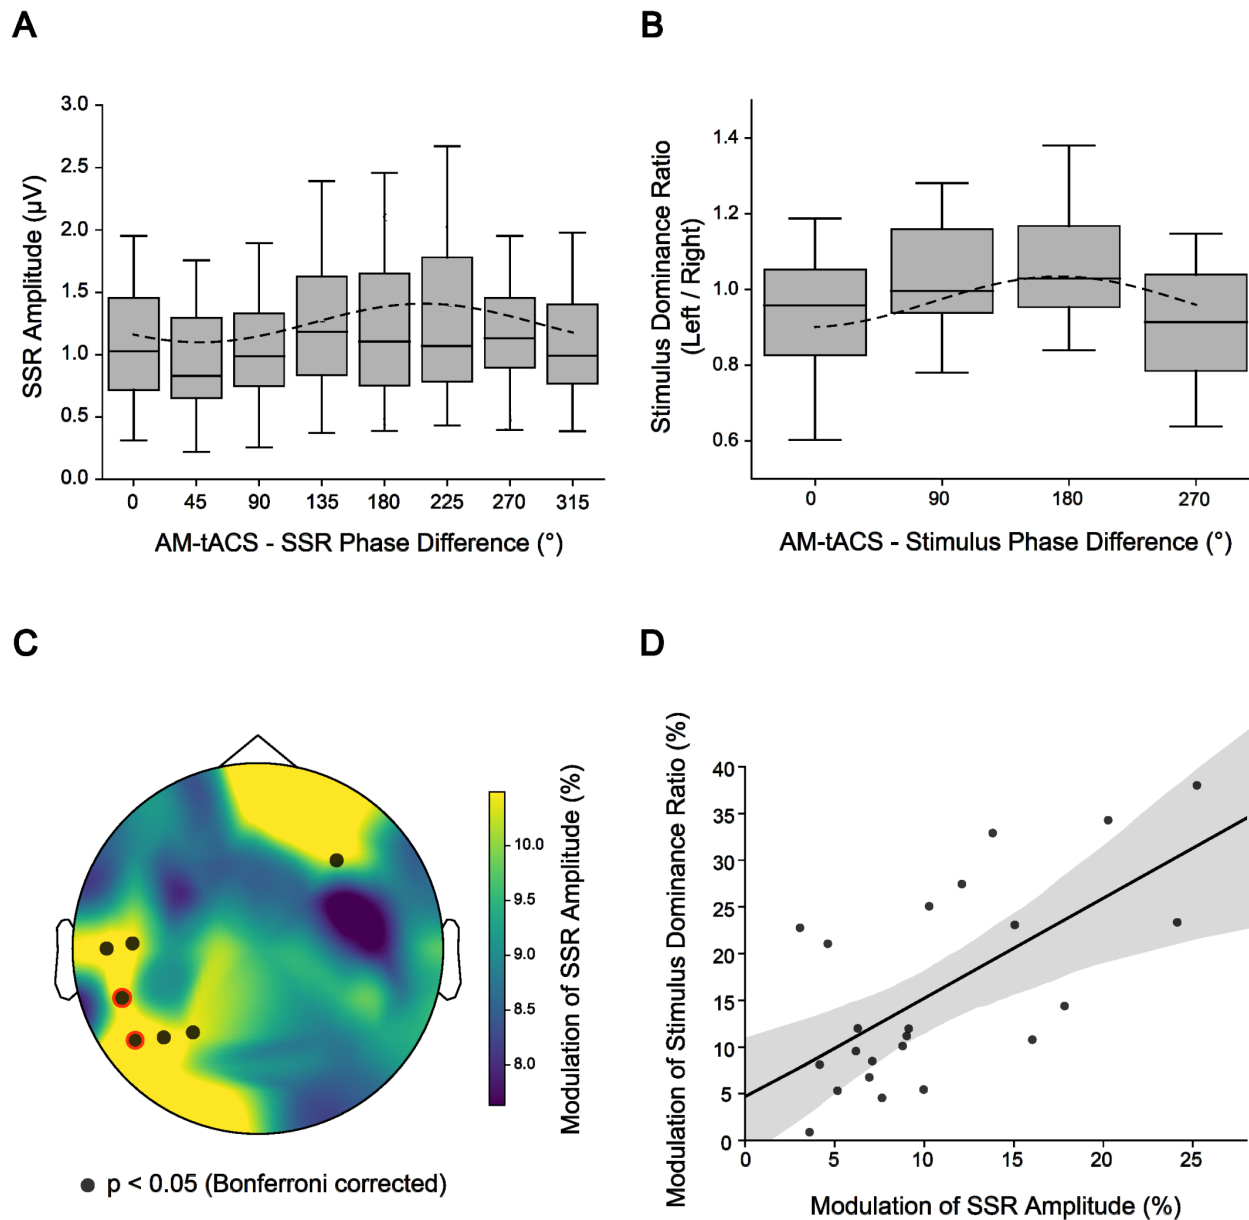 A
B
3.0
2.5
2.0
1.5
1.0
0.5
0.0
SSR Amplitude (µV)
0 45 90 135 180 225 270 315
AM-tACS - SSR Phase Difference (°)
1.4
1.2
1.0
0.8
0.6
Stimulus Dominance Ratio
(Left / Right)
0 90 180 270
AM-tACS - Stimulus Phase Difference (°)
C
D
10.0
9.5
9.0
8.5
8.0
Modulation of SSR Amplitude (%)
p < 0.05 (Bonferroni corrected)
Modulation of Stimulus Dominance Ratio (%)
40
35
30
25
20
15
10
5
0
0 5 10 15 20 25
Modulation of SSR Amplitude (%)